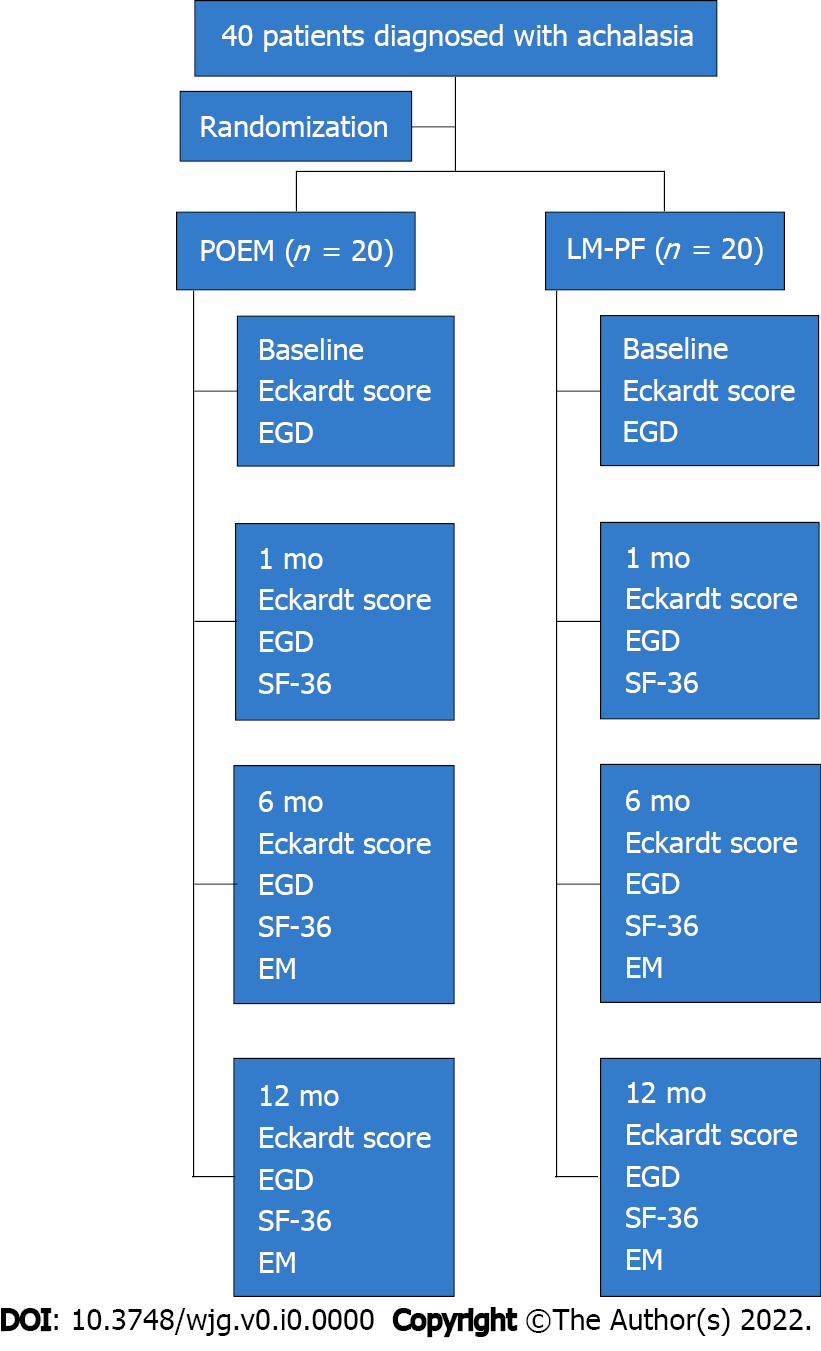 40 patients diagnosed with achalasia
Randomization
POEM (n = 20)
Baseline
Eckardt score
EGD
1 mo
Eckardt score
EGD
SF-36
6 mo
Eckardt score
EGD
SF-36
EM
12 mo
Eckardt score
EGD
SF-36
EM
LM-PF (n = 20)
Baseline
Eckardt score
EGD
1 mo
Eckardt score
EGD
SF-36
6 mo
Eckardt score
EGD
SF-36
EM
12 mo
Eckardt score
EGD
SF-36
EM
DOI: 10.3748/wjg.v0.i0.0000 Copyright ©The Author(s) 2022.